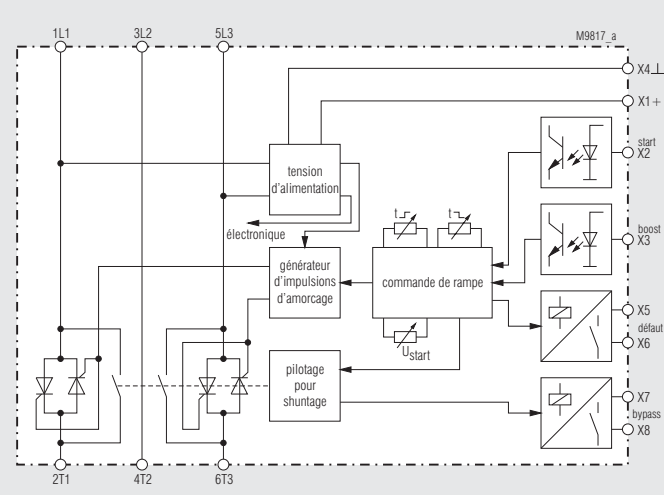 1L1
3L2
5L3
M9817_a
X4
X1+
start
X2
tension
d'alimentation
électronique
t
t
boost
X3
générateur
d'impulsions
d'amorçage
commande de rampe
X5
défaut
X6
Ustart
pilotage
pour
shuntage
X7
bypass
X8
2T1
4T2
6T3